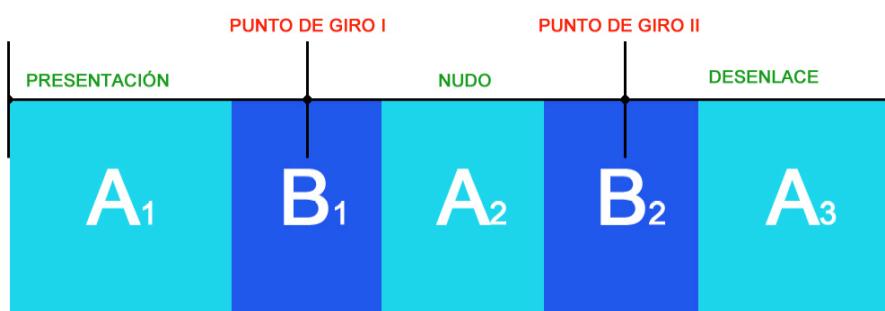 PUNTO DE GIRO I PUNTO DE GIRO II
PRESENTACIÓN NUDO DESENLACE
A1 B1 A2 B2 A3